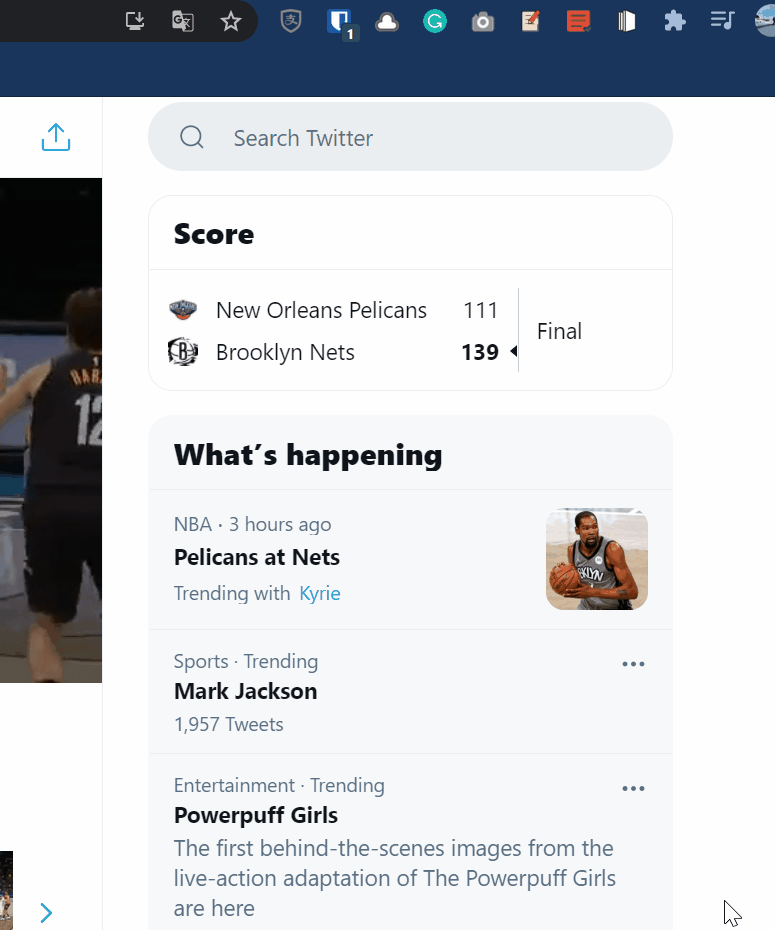 1
Search Twitter
Score
New Orleans Pelicans 111
Final
Brooklyn Nets 139
What's happening
NBA · 3 hours ago
Pelicans at Nets
Trending with Kyrie
Sports · Trending
Mark Jackson
1,957 Tweets
Entertainment · Trending
Powerpuff Girls
The first behind-the-scenes images from the
live-action adaptation of The Powerpuff Girls
are here
12